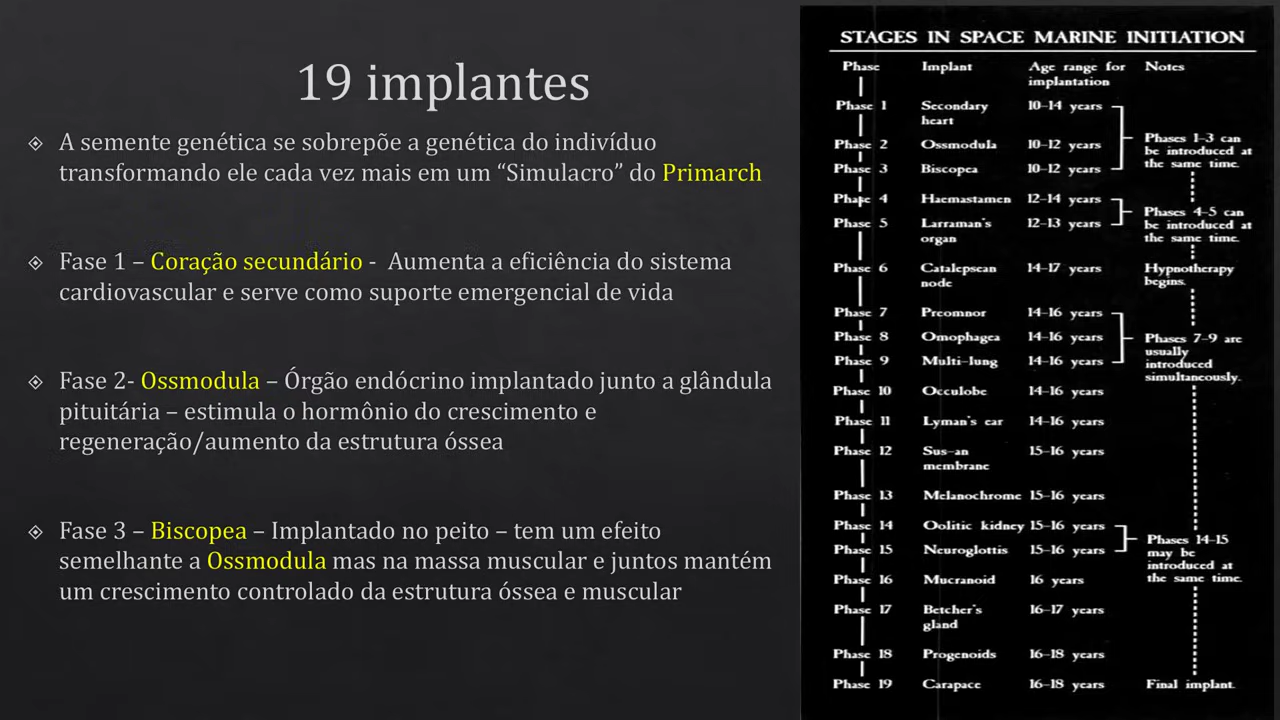 19 implantes
A semente genética se sobrepõe a genética do indivíduo
transformando ele cada vez mais em um “Simulacro” do Primarch
Fase 1 – Coração secundário - Aumenta a eficiência do sistema
cardiovascular e serve como suporte emergencial de vida
Fase 2- Ossmodula – Órgão endócrino implantado junto a glândula
pituitária – estimula o hormônio do crescimento e
regeneração/aumento da estrutura óssea
Fase 3 – Biscopea – Implantado no peito – tem um efeito
semelhante a Ossmodula mas na massa muscular e juntos mantém
um crescimento controlado da estrutura óssea e muscular
STAGES IN SPACE MARINE INITIATION
Phase Implant Age range for Notes
implantation
Phase 1 Secondary 10-14 years
heart
Phases 1-3 can
be introduced at
the same time.
Phase 2 Ossmodula 10-12 years
Phase 3 Biscopea 10-12 years
Phase 4 Haemastamen 12-14 years
Phase 5 Larraman's 12-13 years
organ
Phases 4-5 can
be introduced at
the same time.
Phase 6 Catalepsean 14-17 years Hypnotherapy
node begins.
Phase 7 Preomnor 14-16 years
Phase 8 Omophagea 14-16 years
Phase 9 Multi-lung 14-16 years
Phases 7-9 are
usually
introduced
simultaneously.
Phase 10 Occulobe 14-16 years
Phase 11 Lyman's ear 14-16 years
Phase 12 Sus-an 15-16 years
membrane
Phase 13 Melanochrome 15-16 years
Phase 14 Oolitic kidney 15-16 years
Phase 15 Neuroglottis 15-16 years
Phases 14-15
may be
introduced at
the same time.
Phase 16 Mucranoid 16 years
Phase 17 Betcher's 16-17 years
gland
Phase 18 Progenoids 16-18 years
Phase 19 Carapace 16-18 years Final implant.